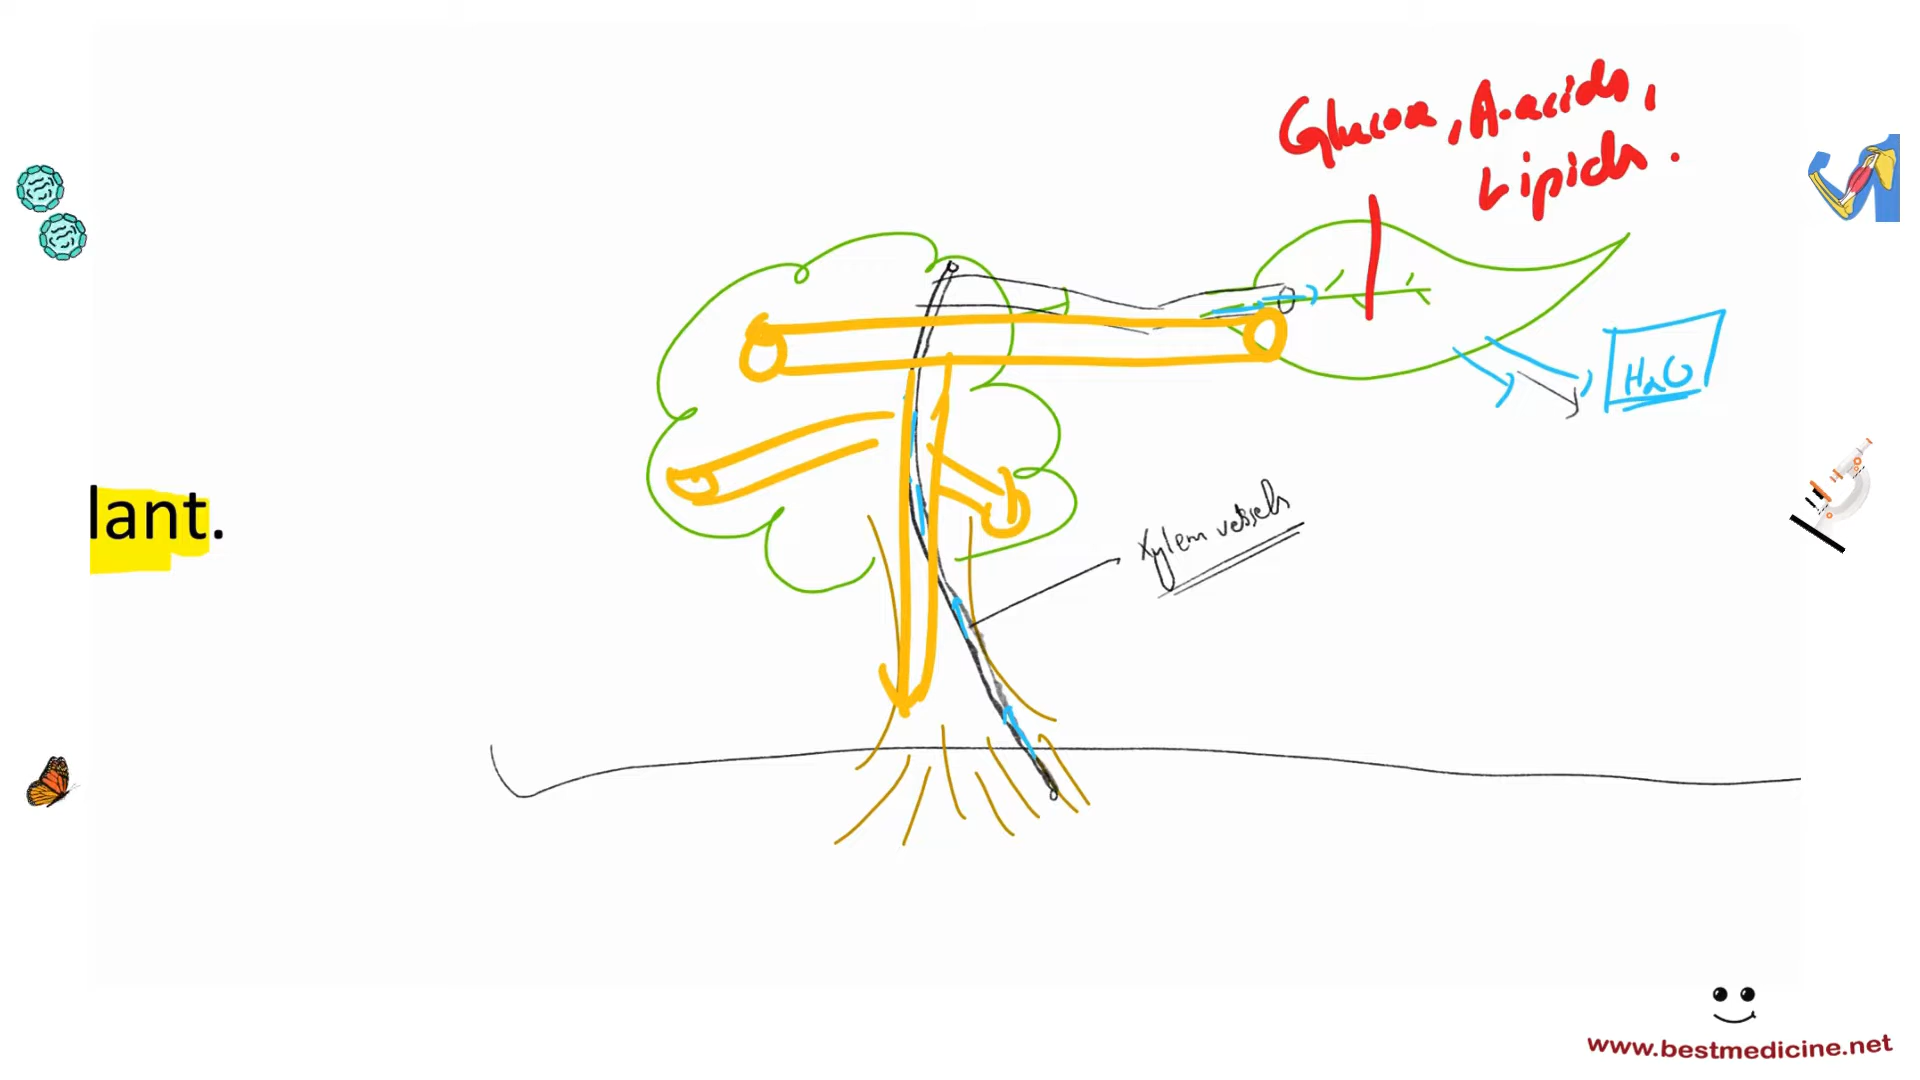 Glucose, A.acids,
Lipids.
H2O
lant.
Xylem vessels
www.bestmedicine.net